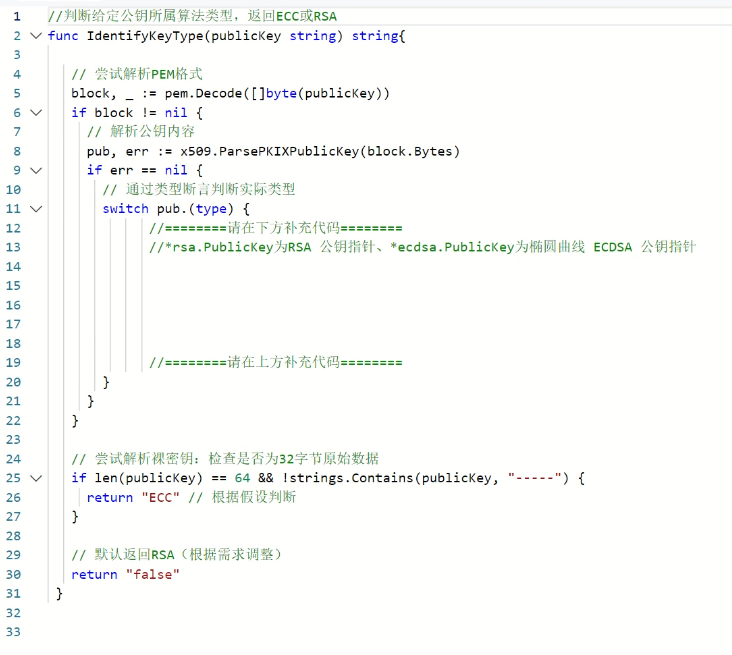 1 //判断给定公钥所属算法类型，返回ECC或RSA
2 func IdentifyKeyType(publicKey string) string{
3
4 // 尝试解析PEM格式
5 block, _ := pem.Decode([]byte(publicKey))
6 if block != nil {
7 // 解析公钥内容
8 pub, err := x509.ParsePKIXPublicKey(block.Bytes)
9 if err == nil {
10 // 通过类型断言判断实际类型
11 switch pub.(type) {
12 //========请在下方补充代码========
13 //*rsa.PublicKey为RSA 公钥指针、*ecdsa.PublicKey为椭圆曲线 ECDSA 公钥指针
14
15
16
17
18
19 //========请在上方补充代码========
20 }
21 }
22 }
23
24 // 尝试解析裸密钥：检查是否为32字节原始数据
25 if len(publicKey) == 64 && !strings.Contains(publicKey, "-----") {
26 return "ECC" // 根据假设判断
27 }
28
29 // 默认返回RSA（根据需求调整）
30 return "false"
31 }
32
33